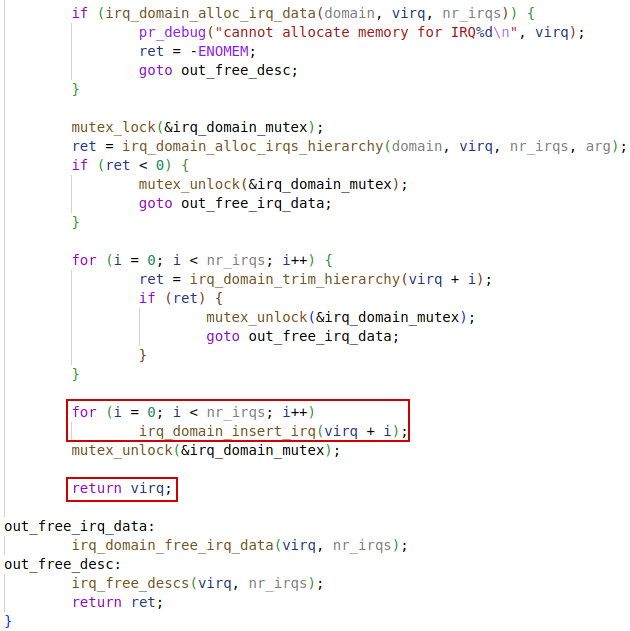 if (irq_domain_alloc_irq_data(domain, virq, nr_irqs)) {
pr_debug("cannot allocate memory for IRQ%d\n", virq);
ret = -ENOMEM;
goto out_free_desc;
}
mutex_lock(&irq_domain_mutex);
ret = irq_domain_alloc_irqs_hierarchy(domain, virq, nr_irqs, arg);
if (ret < 0) {
mutex_unlock(&irq_domain_mutex);
goto out_free_irq_data;
}
for (i = 0; i < nr_irqs; i++) {
ret = irq_domain_trim_hierarchy(virq + i);
if (ret) {
mutex_unlock(&irq_domain_mutex);
goto out_free_irq_data;
}
}
for (i = 0; i < nr_irqs; i++)
irq_domain_insert_irq(virq + i);
mutex_unlock(&irq_domain_mutex);
return virq;
out_free_irq_data:
irq_domain_free_irq_data(virq, nr_irqs);
out_free_desc:
irq_free_descs(virq, nr_irqs);
return ret;
}